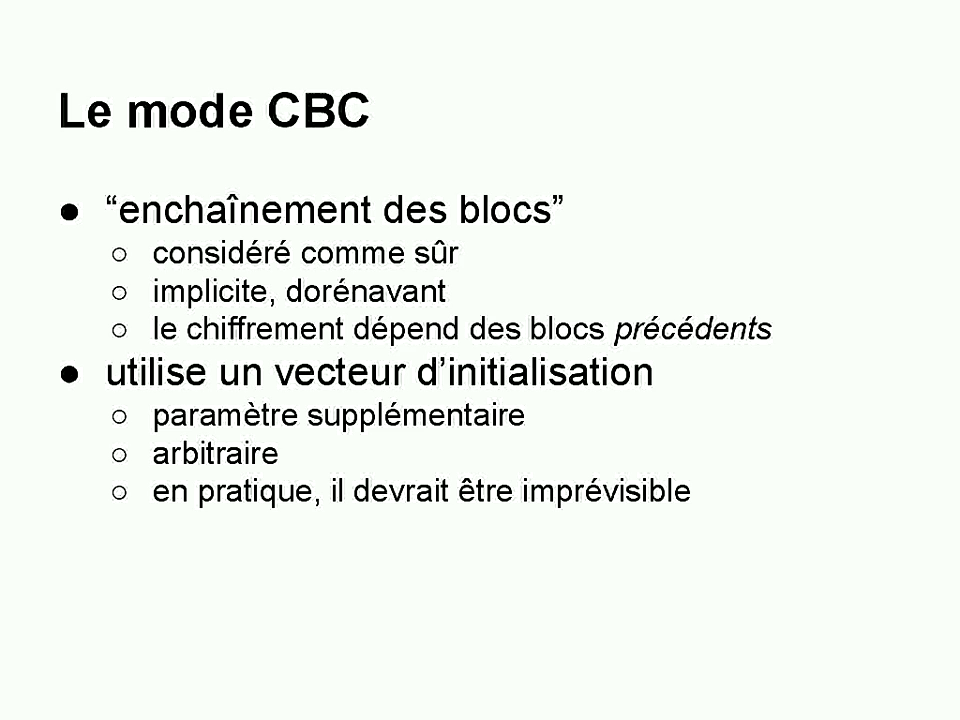 Le mode CBC
● “enchaînement des blocs”
○ considéré comme sûr
○ implicite, dorénavant
○ le chiffrement dépend des blocs précédents
● utilise un vecteur d’initialisation
○ paramètre supplémentaire
○ arbitraire
○ en pratique, il devrait être imprévisible